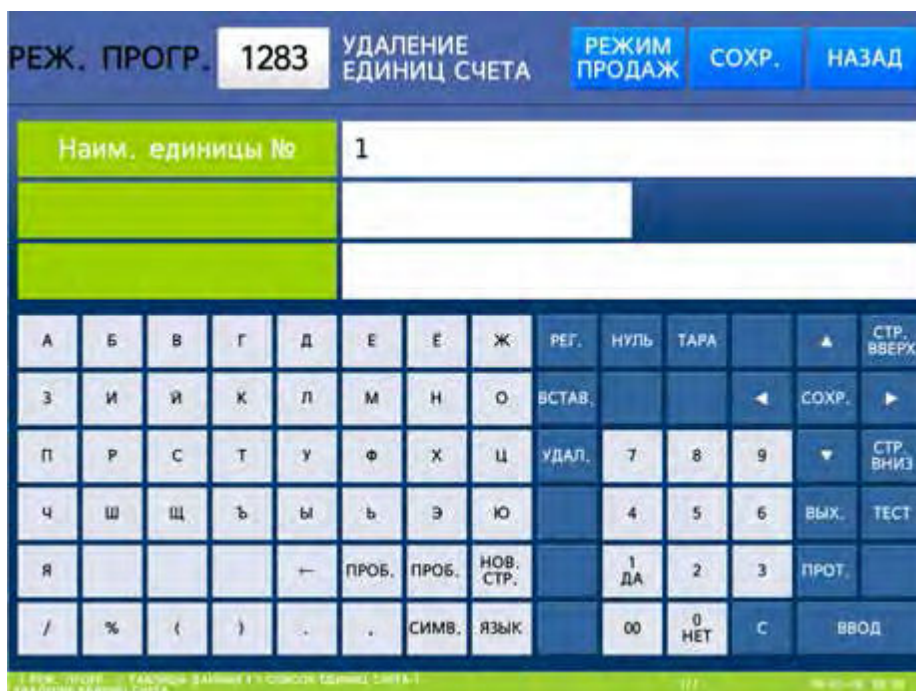 РЕЖ. ПРОГР. 1283 УДАЛЕНИЕ ЕДИНИЦ СЧЕТА РЕЖИМ ПРОДАЖ СОХР. НАЗАД
Наим. единицы № 1
А Б В Г Д Е Ё Ж РЕГ. НУЛЬ ТАРА ▲ СТР. ВВЕРХ
З И Й К Л М Н О ВСТАВ. ◄ СОХР. ►
П Р С Т У Ф Х Ц УДАЛ. 7 8 9 ▼ СТР. ВНИЗ
Ч Ш Щ Ъ Ы Ь Э Ю 4 5 6 ВЫХ. ТЕСТ
Я ← ПРОБ. ПРОБ. НОВ. СТР. 1 ДА 2 3 ПРОТ.
/ % ( ) . , СИМВ. ЯЗЫК 00 0 НЕТ C ВВОД